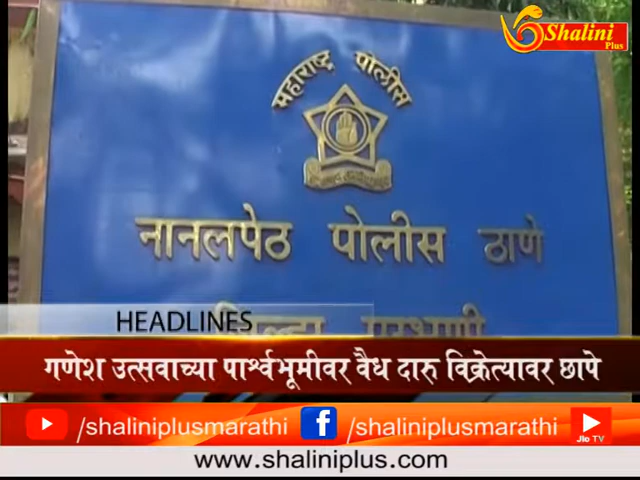 Shalini
Plus
महाराष्ट्र पोलीस
नानलपेठ पोलीस ठाणे
HEADLINES
गणेश उत्सवाच्या पार्श्वभूमीवर वैध दारु विक्रेत्यावर छापे
/shaliniplusmarathi
/shaliniplusmarathi
Jio TV
www.shaliniplus.com